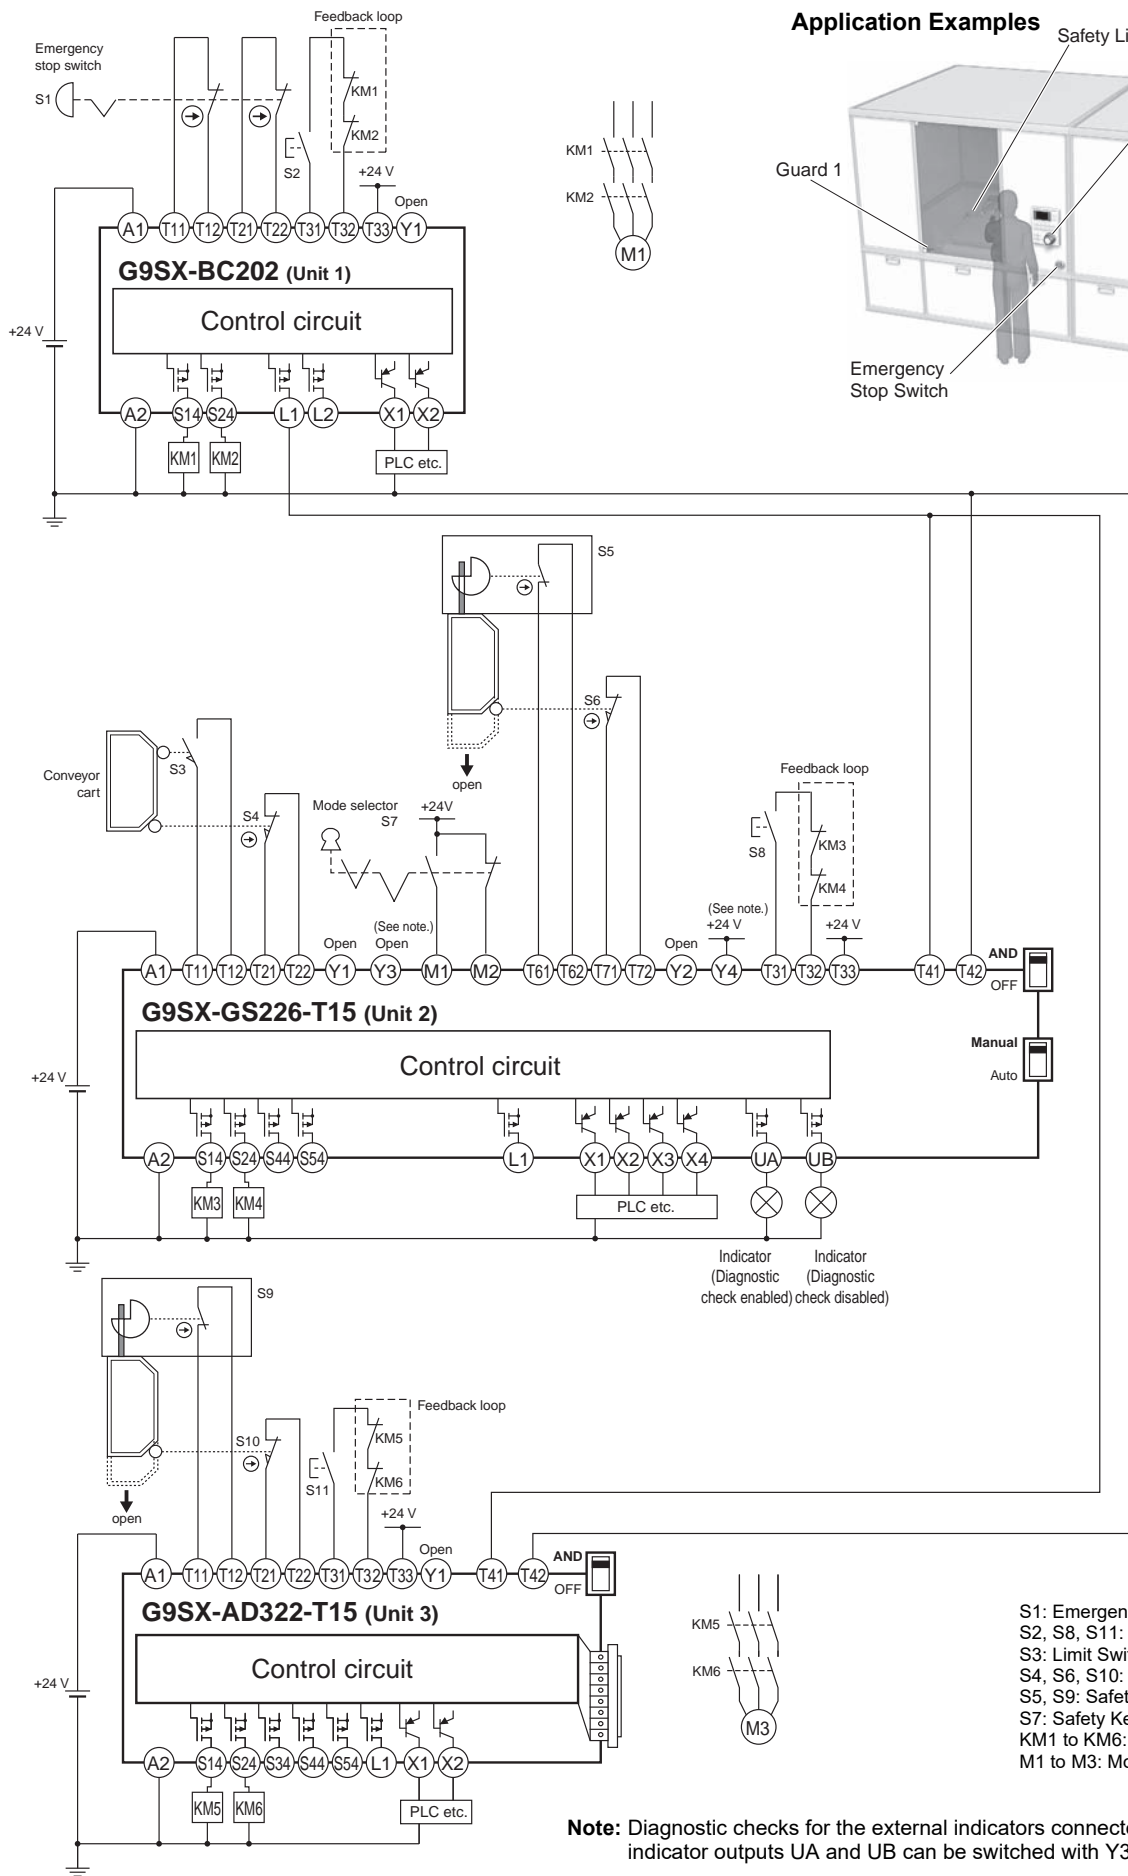 Application Examples
Safety Li
Guard 1
Emergency
Stop Switch
Feedback loop
Emergency
stop switch
S1
KM1
KM2
S2
+24 V
Open
A1 T11 T12 T21 T22 T31 T32 T33 Y1
G9SX-BC202 (Unit 1)
Control circuit
+24 V
A2 S14 S24 L1 L2 X1 X2
KM1 KM2
PLC etc.
KM1
KM2
M1
S5
S6
open
Conveyor
cart
S3
S4
Mode selector
S7
+24V
Feedback loop
S8
KM3
KM4
(See note.)
Open
Open
(See note.)
+24 V
Open
+24 V
A1 T11 T12 T21 T22 Y1 Y3 M1 M2 T61 T62 T71 T72 Y2 Y4 T31 T32 T33 T41 T42
AND
OFF
G9SX-GS226-T15 (Unit 2)
Manual
Auto
Control circuit
+24 V
A2 S14 S24 S44 S54 L1 X1 X2 X3 X4 UA UB
KM3 KM4
PLC etc.
Indicator
(Diagnostic
check enabled)
Indicator
(Diagnostic
check disabled)
S9
S10
open
Feedback loop
KM5
KM6
S11
+24 V
Open
A1 T11 T12 T21 T22 T31 T32 T33 Y1 T41 T42
AND
OFF
G9SX-AD322-T15 (Unit 3)
Control circuit
+24 V
A2 S14 S24 S34 S44 S54 L1 X1 X2
KM5 KM6
PLC etc.
KM5
KM6
M3
S1: Emergen
S2, S8, S11:
S3: Limit Swi
S4, S6, S10:
S5, S9: Safet
S7: Safety Ke
KM1 to KM6:
M1 to M3: Mo
Note: Diagnostic checks for the external indicators connecte
indicator outputs UA and UB can be switched with Y3